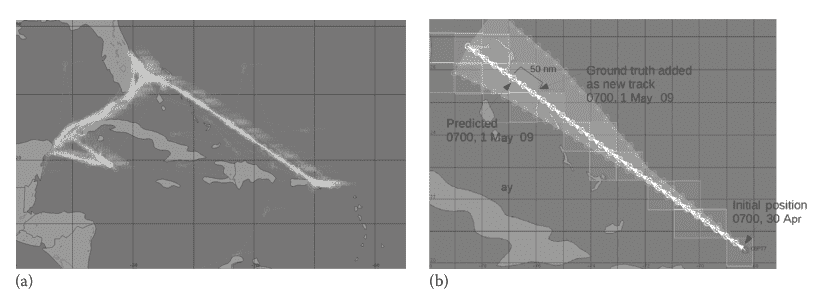 50 nm
Ground truth added
as new track
0700, 1 May 09
Predicted
0700, 1 May 09
ay
Initial position
0700, 30 Apr
(a)
(b)